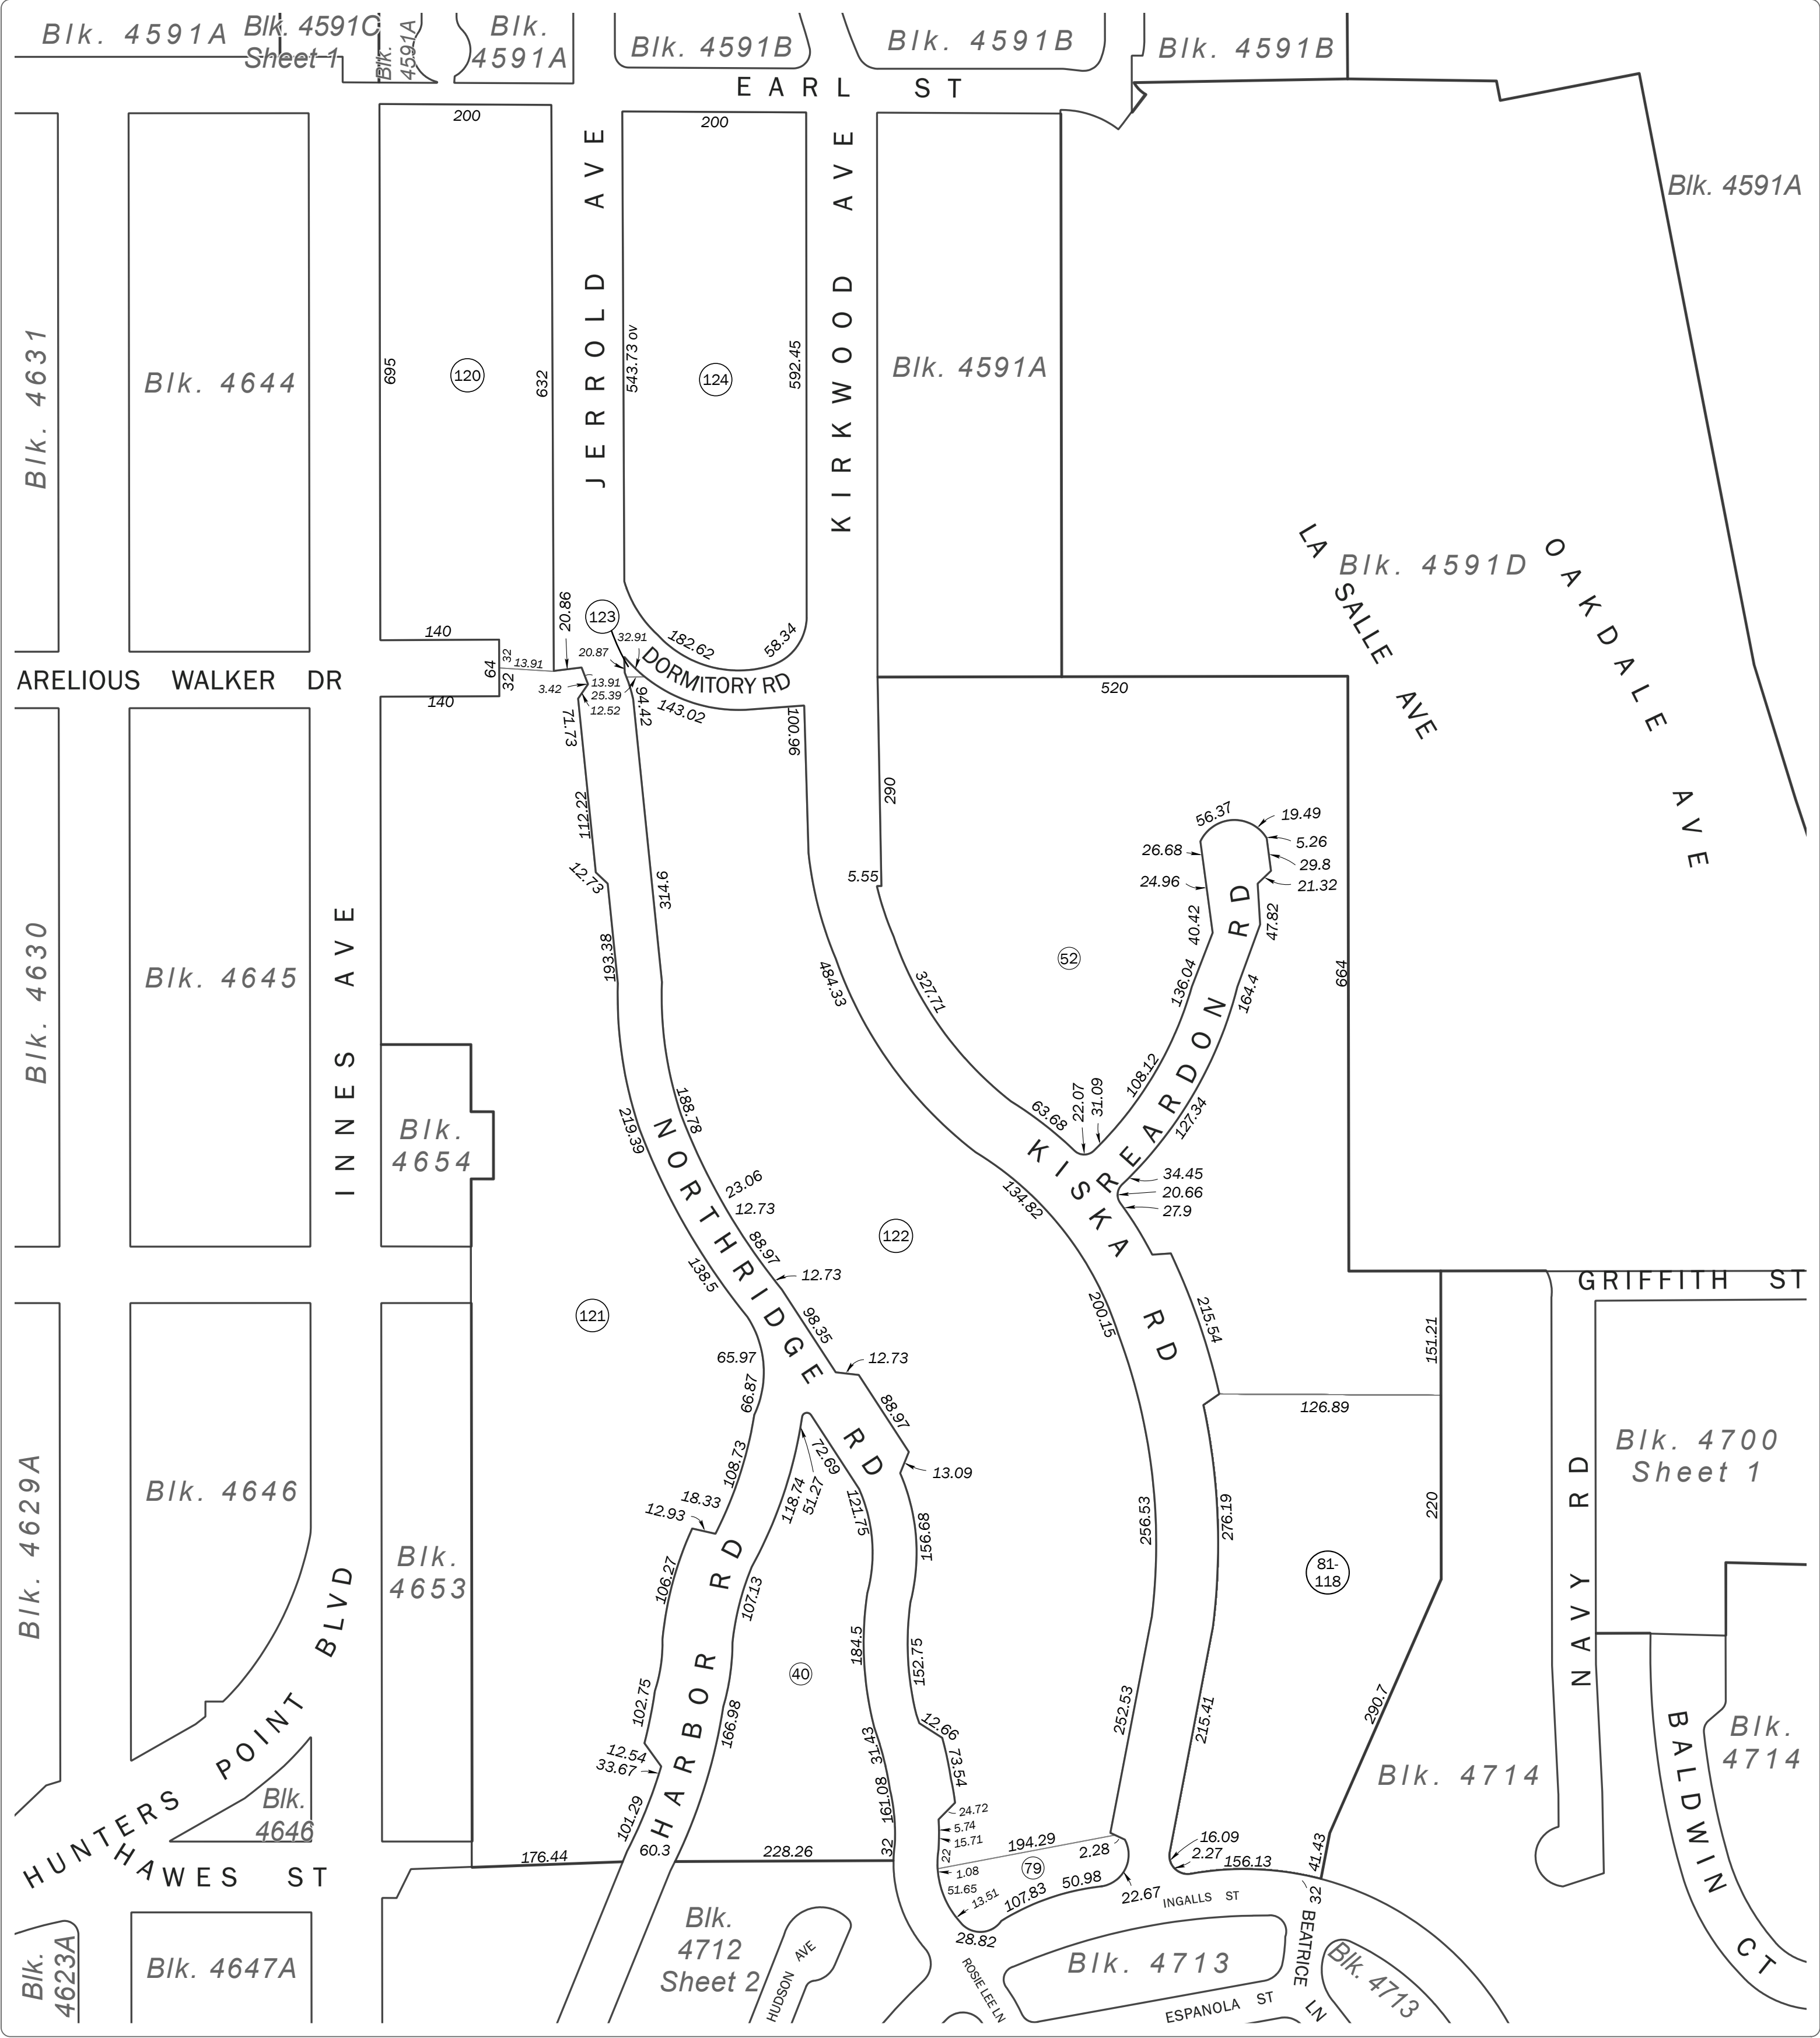 Blk. 4591A
Blk. 4591C
Sheet 1
Blk.
4591A
Blk.
4591A
Blk. 4591B
Blk. 4591B
Blk. 4591B
EARL ST
200
200
JERROLD AVE
KIRKWOOD AVE
Blk. 4591A
Blk. 4631
Blk. 4644
695
120
632
543.73 ov
124
592.45
Blk. 4591A
LA SALLE AVE
Blk. 4591D
OAKDALE AVE
20.86
123
32.91
182.62
58.34
140
32
64
32
13.91
20.87
DORMITORY RD
ARELIOUS WALKER DR
3.42
13.91
25.39
12.52
94.42
143.02
140
71.73
100.96
520
290
112.22
56.37
19.49
5.26
26.68
29.8
24.96
21.32
12.73
314.6
5.55
40.42
47.82
REARDON RD
Blk. 4630
Blk. 4645
INNES AVE
193.38
484.33
327.71
52
136.04
164.4
664
108.12
22.07
31.09
63.68
127.34
Blk.
4654
219.39
188.78
NORTHRIDGE RD
23.06
12.73
88.97
122
134.82
KISKA RD
34.45
20.66
27.9
138.5
12.73
GRIFFITH ST
121
98.35
200.15
215.54
151.21
65.97
12.73
66.87
88.97
126.89
Blk. 4629A
Blk. 4646
108.73
72.69
13.09
118.74
51.27
121.75
Blk. 4700
Sheet 1
NAVY RD
18.33
12.93
156.68
256.53
276.19
220
Blk.
4653
106.27
107.13
HARBOR RD
81-
118
40
184.5
152.75
102.75
166.98
252.53
215.41
290.7
12.54
33.67
31.43
12.66
73.54
BALDWIN CT
Blk.
4714
Blk. 4714
HUNTERS POINT BLVD
Blk.
4646
101.29
161.08
24.72
5.74
15.71
194.29
2.28
16.09
2.27
156.13
41.43
HAWES ST
176.44
60.3
228.26
32
22
1.08
79
51.65
13.51
107.83
50.98
22.67
INGALLS ST
32
28.82
Blk.
4623A
Blk. 4647A
Blk.
4712
Sheet 2
HUDSON AVE
ROSIE LEE LN
Blk. 4713
ESPANOLA ST
BEATRICE LN
Blk. 4713